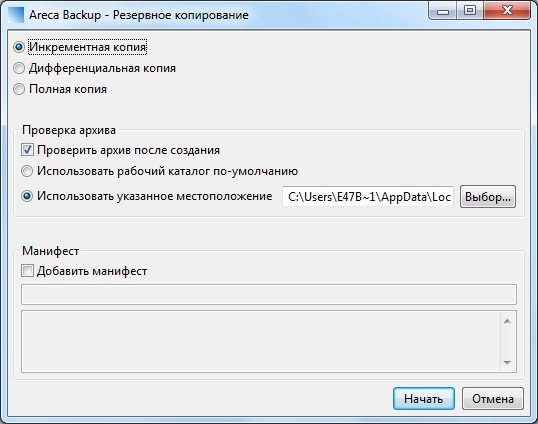 Areca Backup - Резервное копирование
Инкрементная копия
Дифференциальная копия
Полная копия
Проверка архива
Проверить архив после создания
Использовать рабочий каталог по-умолчанию
Использовать указанное местоположение C:\Users\E47B~1\AppData\Loc Выбор...
Манифест
Добавить манифест
Начать Отмена